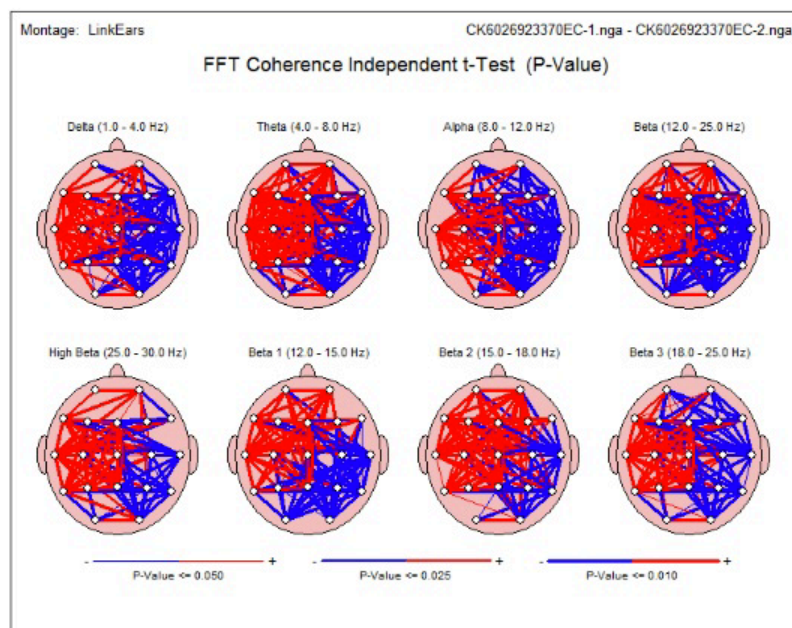 Montage: LinkEars CK6026923370EC-1.nga - CK6026923370EC-2.nga
FFT Coherence Independent t-Test (P-Value)
Delta (1.0 - 4.0 Hz) Theta (4.0 - 8.0 Hz) Alpha (8.0 - 12.0 Hz) Beta (12.0 - 25.0 Hz)
High Beta (25.0 - 30.0 Hz) Beta 1 (12.0 - 15.0 Hz) Beta 2 (15.0 - 18.0 Hz) Beta 3 (18.0 - 25.0 Hz)
- + - + - +
P-Value <= 0.050 P-Value <= 0.025 P-Value <= 0.010